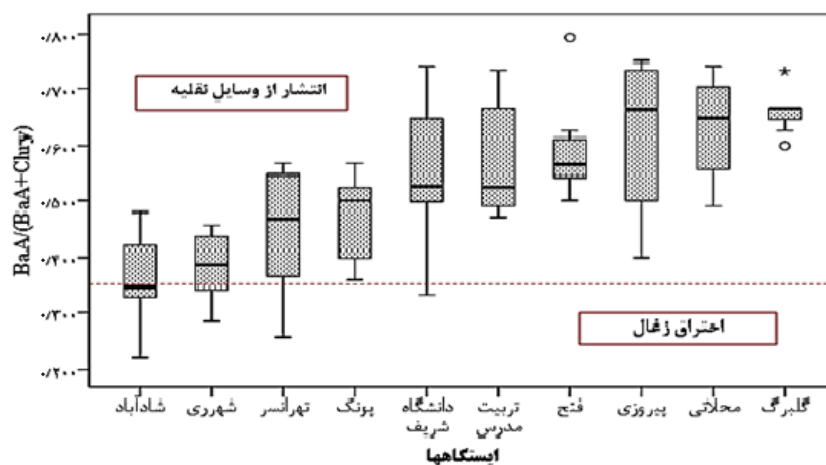 BaA/(BaA+Chry)
۰/۸۰۰
۰/۷۰۰
۰/۶۰۰
۰/۵۰۰
۰/۴۰۰
۰/۳۰۰
۰/۲۰۰
انتشار از وسایل نقلیه
احتراق زغال
شادآباد
شهرری
تهرانسر
پونک
دانشگاه شریف
تربیت مدرس
فتح
پیروزی
محلاتی
گلبرگ
ایستگاهها